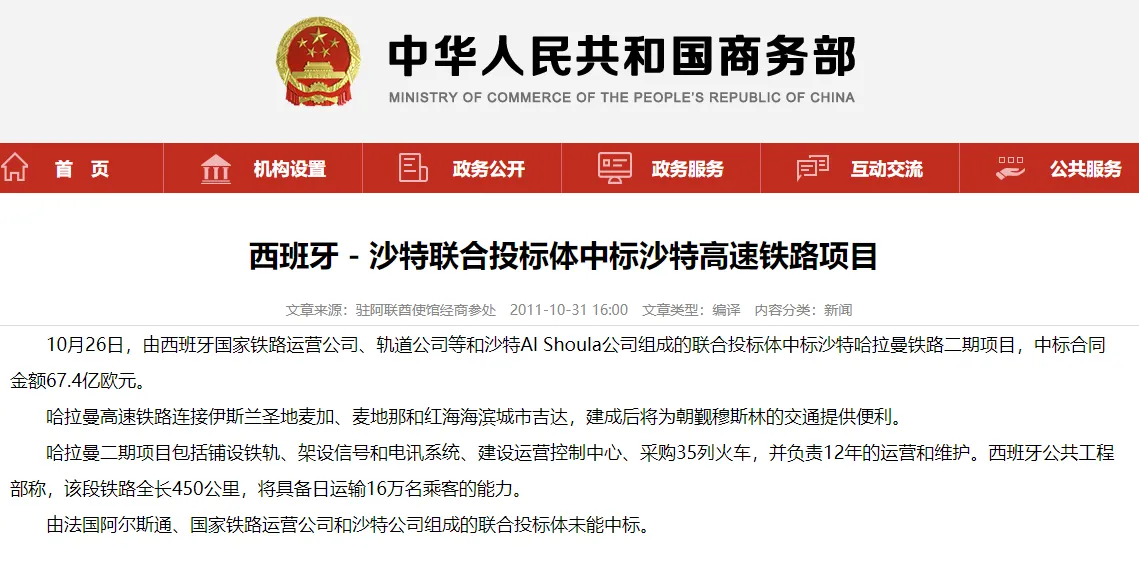 中华人民共和国商务部
MINISTRY OF COMMERCE OF THE PEOPLE'S REPUBLIC OF CHINA
首 页 机构设置 政务公开 政务服务 互动交流 公共服务
西班牙－沙特联合投标体中标沙特高速铁路项目
文章来源：驻阿联酋使馆经商参处 2011-10-31 16:00 文章类型：编译 内容分类：新闻
10月26日，由西班牙国家铁路运营公司、轨道公司等和沙特Al Shoula公司组成的联合投标体中标沙特哈拉曼铁路二期项目，中标合同
金额67.4亿欧元。
哈拉曼高速铁路连接伊斯兰圣地麦加、麦地那和红海海滨城市吉达，建成后将为朝觐穆斯林的交通提供便利。
哈拉曼二期项目包括铺设铁轨、架设信号和电讯系统、建设运营控制中心、采购35列火车，并负责12年的运营和维护。西班牙公共工程
部称，该段铁路全长450公里，将具备日运输16万名乘客的能力。
由法国阿尔斯通、国家铁路运营公司和沙特公司组成的联合投标体未能中标。